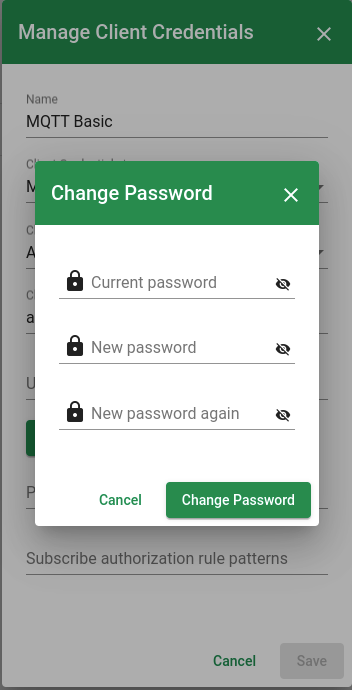 Manage Client Credentials
Name
MQTT Basic
Change Password
Current password
New password
New password again
Cancel
Change Password
Subscribe authorization rule patterns
Cancel
Save